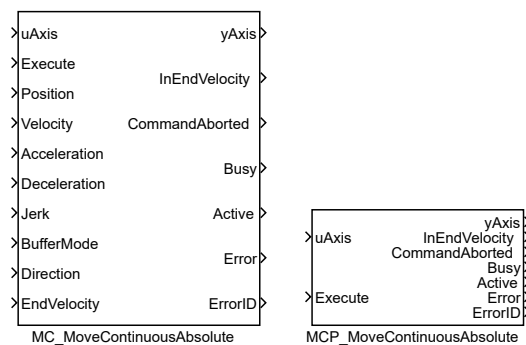 uAxis
Execute
Position
Velocity
Acceleration
Deceleration
Jerk
BufferMode
Direction
EndVelocity
yAxis
InEndVelocity
CommandAborted
Busy
Active
Error
ErrorID
MC_MoveContinuousAbsolute
uAxis
Execute
yAxis
InEndVelocity
CommandAborted
Busy
Active
Error
ErrorID
MCP_MoveContinuousAbsolute